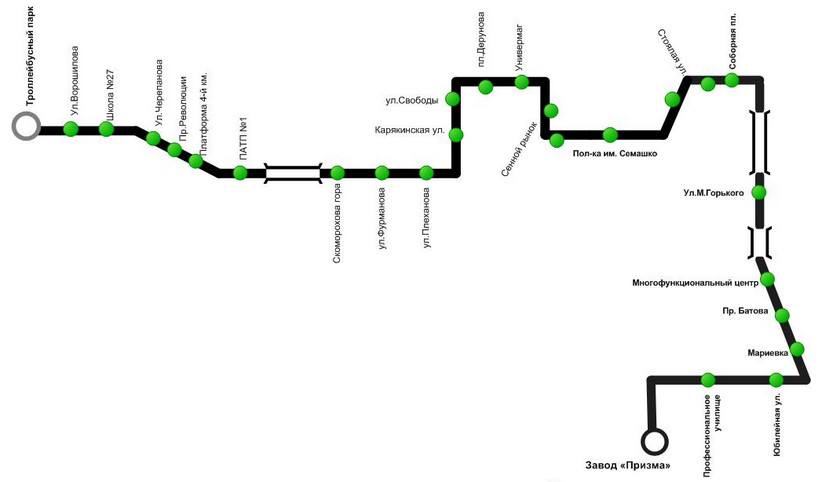 Троллейбусный парк
ул.Ворошилова
Школа №27
Ул.Черепанова
Пр.Революции
Платформа 4-й км.
ПАТП №1
Скоморохова гора
ул.Фурманова
ул.Плеханова
Карякинская ул.
ул.Свободы
пл.Дерунова
Универмаг
Сенной рынок
Пол-ка им. Семашко
Стоялая ул.
Соборная пл.
Ул.М.Горького
Многофункциональный центр
Пр. Батова
Мариевка
Юбилейная ул.
Профессиональное
училище
Завод «Призма»